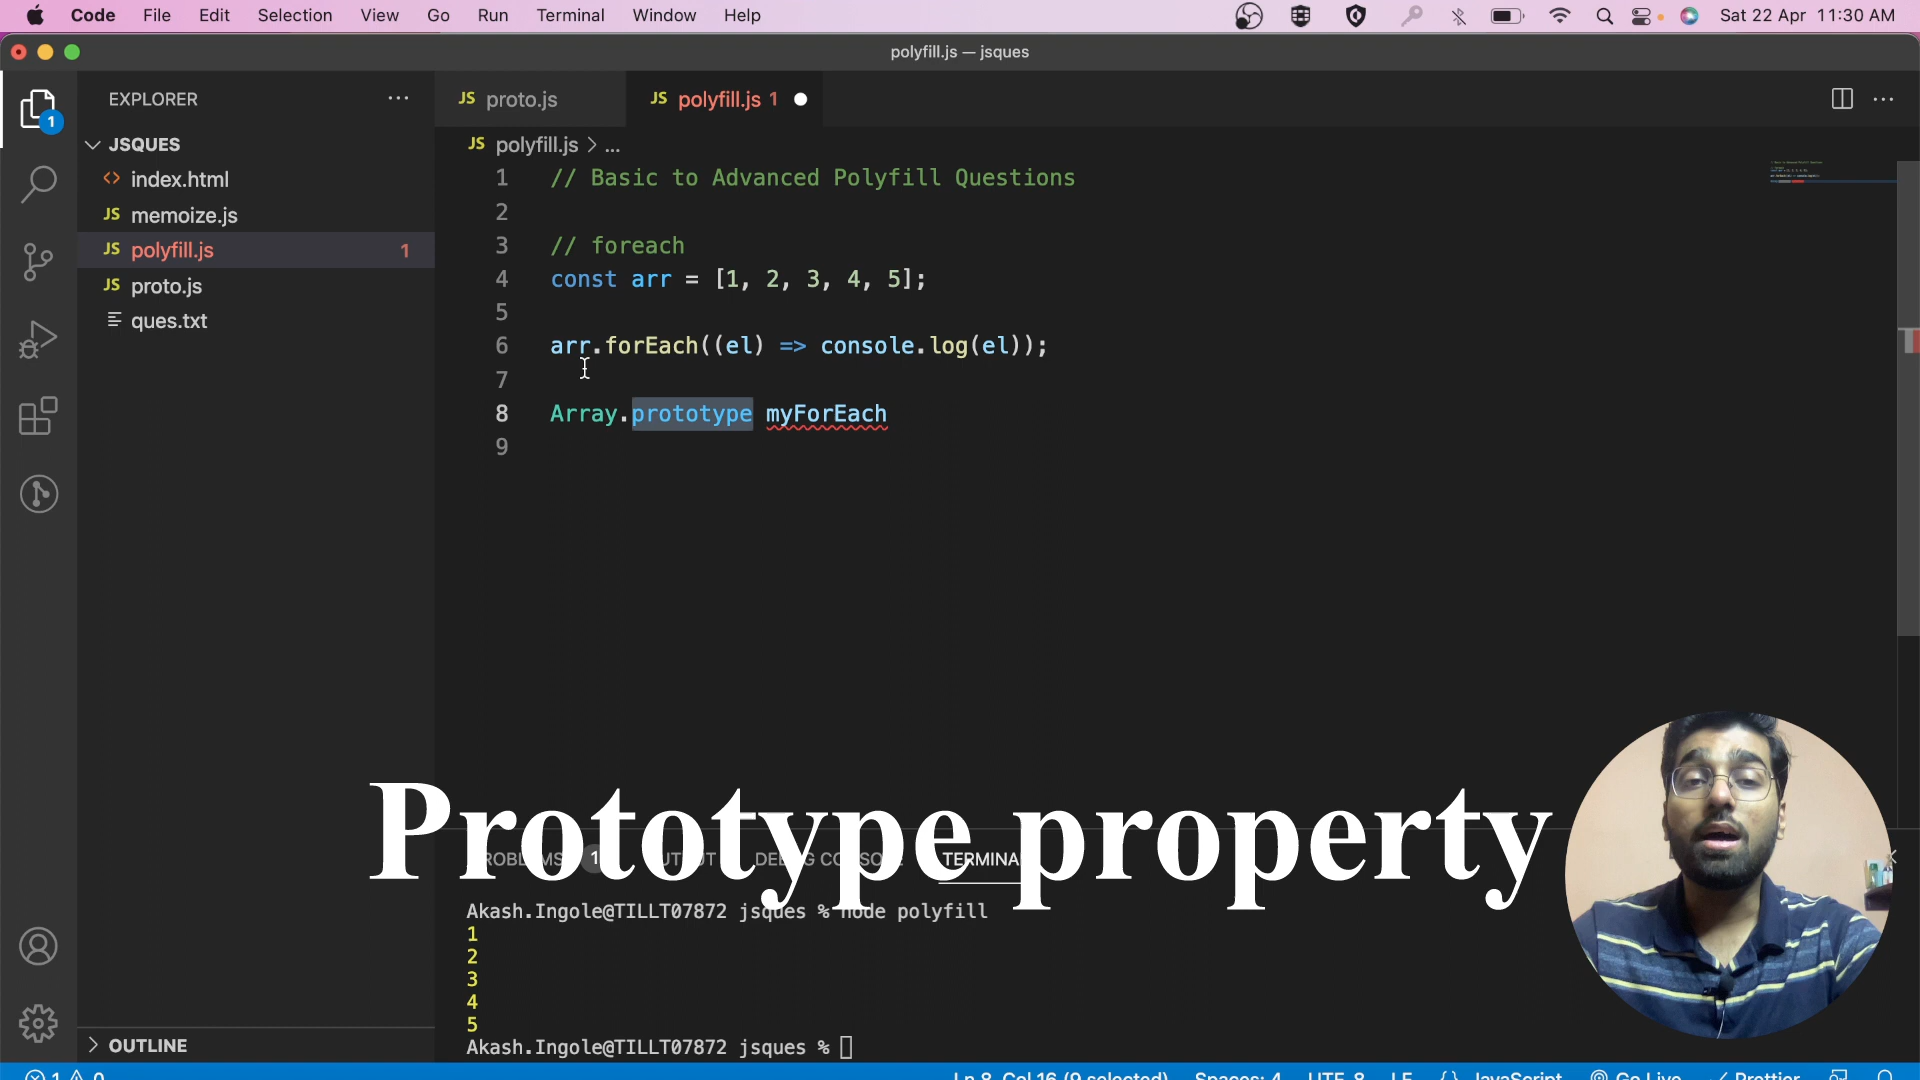 Code File Edit Selection View Go Run Terminal Window Help Sat 22 Apr 11:30 AM
polyfill.js — jsques
EXPLORER
JS proto.js JS polyfill.js 1
1
JSQUES
JS polyfill.js > ...
index.html
JS memoize.js
JS polyfill.js 1
JS proto.js
ques.txt
1 // Basic to Advanced Polyfill Questions
2
3 // foreach
4 const arr = [1, 2, 3, 4, 5];
5
6 arr.forEach((el) => console.log(el));
7
8 Array.prototype myForEach
9
Prototype property
DEBUG CONSOLE TERMINAL
Akash.Ingole@TILLT07872 jsques % node polyfill
1
2
3
4
5
Akash.Ingole@TILLT07872 jsques %
OUTLINE
1 0 Ln 8, Col 16 (9 selected) Spaces: 4 UTF-8 LF {} JavaScript Go Live Prettier